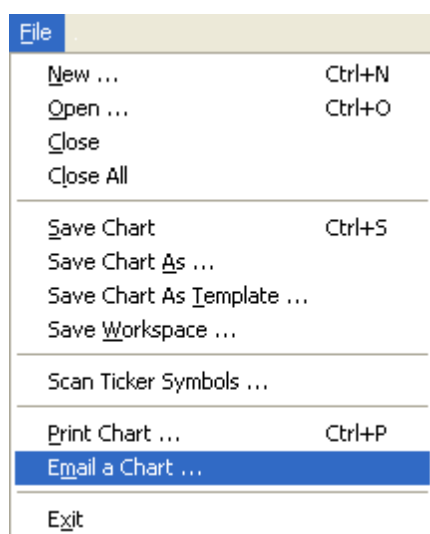 File
New ... Ctrl+N
Open ... Ctrl+O
Close
Close All
Save Chart Ctrl+S
Save Chart As ...
Save Chart As Template ...
Save Workspace ...
Scan Ticker Symbols ...
Print Chart ... Ctrl+P
Email a Chart ...
Exit